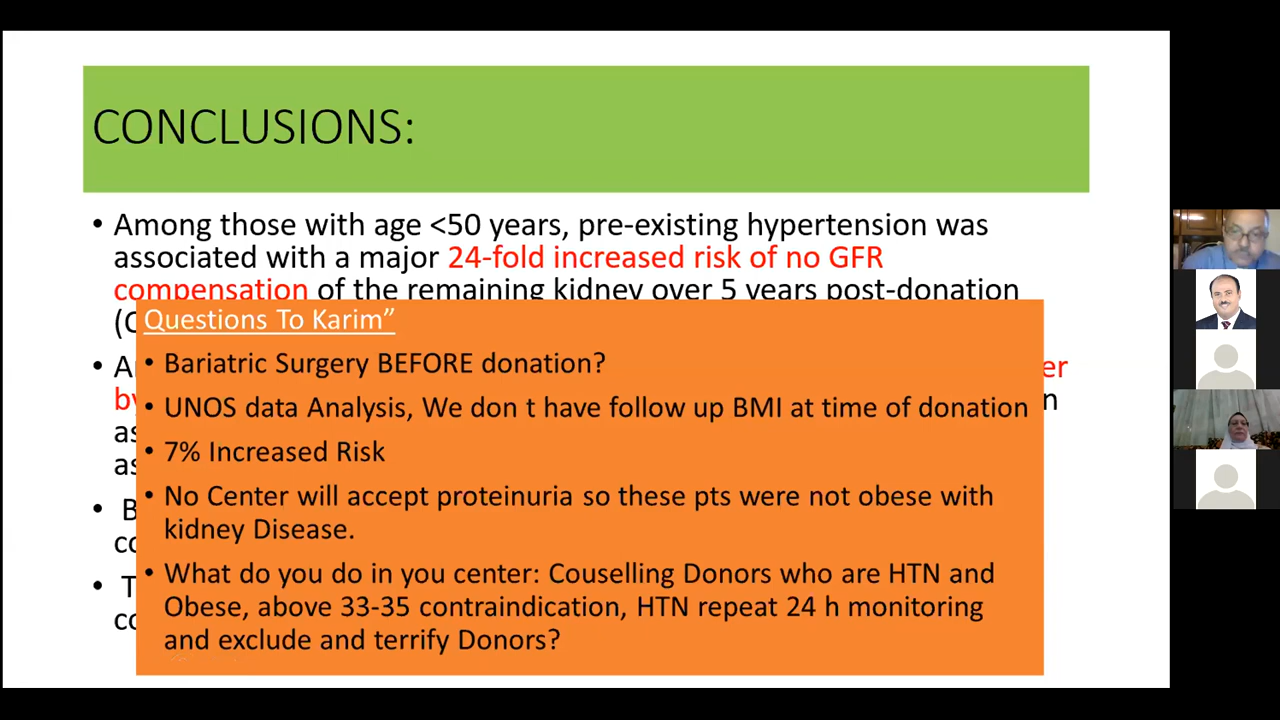 CONCLUSIONS:
• Among those with age <50 years, pre-existing hypertension was
associated with a major 24-fold increased risk of no GFR
compensation of the remaining kidney over 5 years post-donation
Questions To Karim”
• Bariatric Surgery BEFORE donation?
• UNOS data Analysis, We don t have follow up BMI at time of donation
• 7% Increased Risk
• No Center will accept proteinuria so these pts were not obese with
kidney Disease.
• What do you do in you center: Couselling Donors who are HTN and
Obese, above 33-35 contraindication, HTN repeat 24 h monitoring
and exclude and terrify Donors?